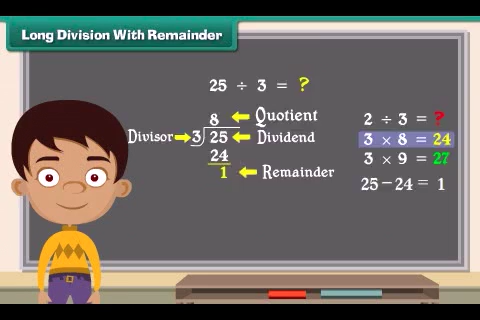 Long Division With Remainder
25 ÷ 3 = ?
8 Quotient
Divisor 3 25 Dividend
24
1 Remainder
2 ÷ 3 = ?
3 × 8 = 24
3 × 9 = 27
25 − 24 = 1